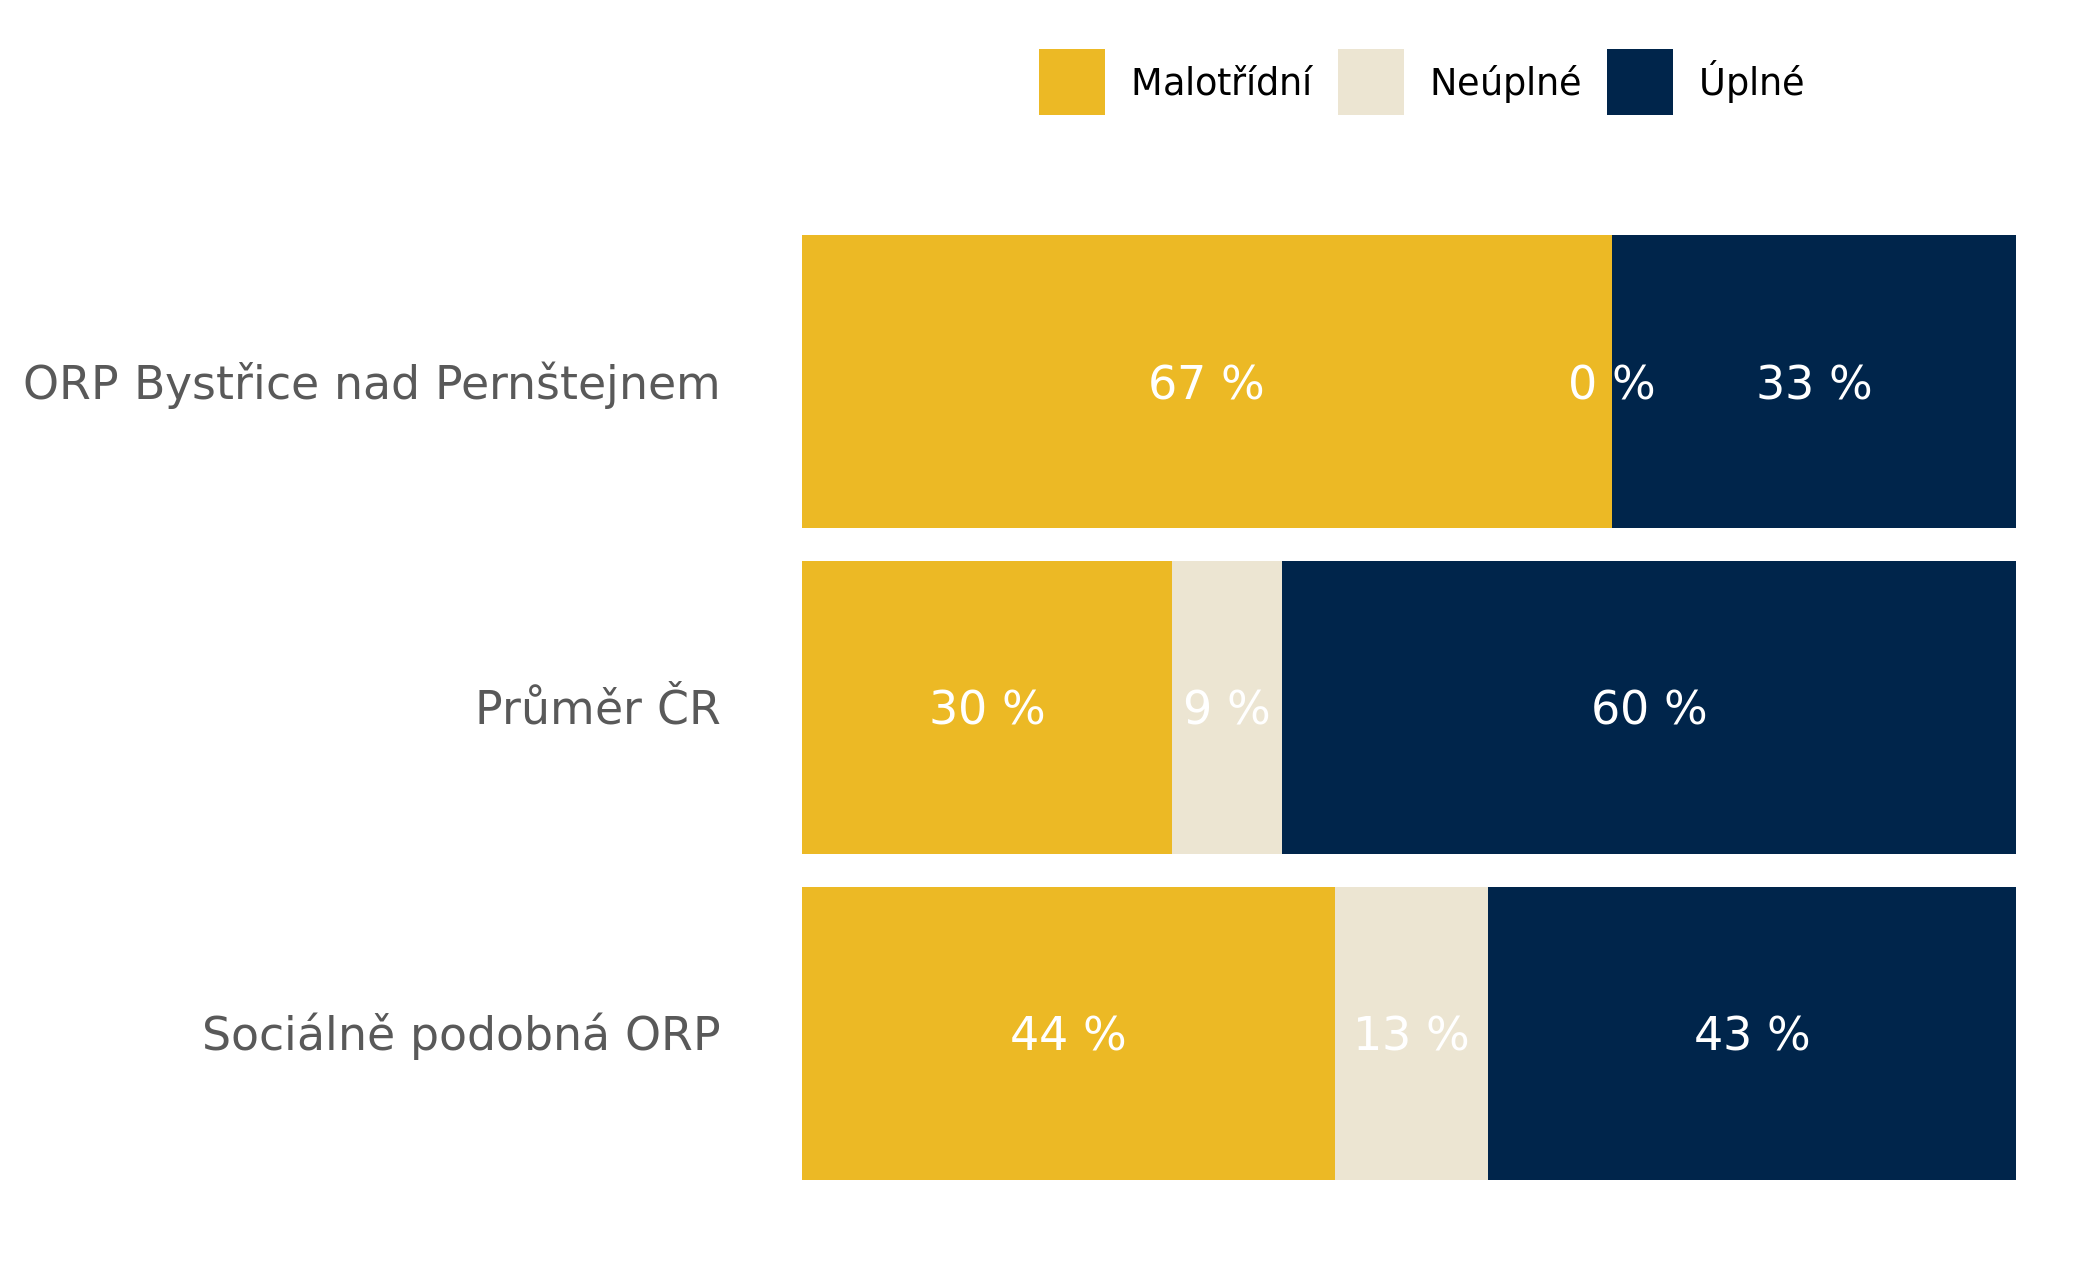 Malotřídní Neúplné Úplné
ORP Bystřice nad Pernštejnem 67 % 0 % 33 %
Průměr ČR 30 % 9 % 60 %
Sociálně podobná ORP 44 % 13 % 43 %